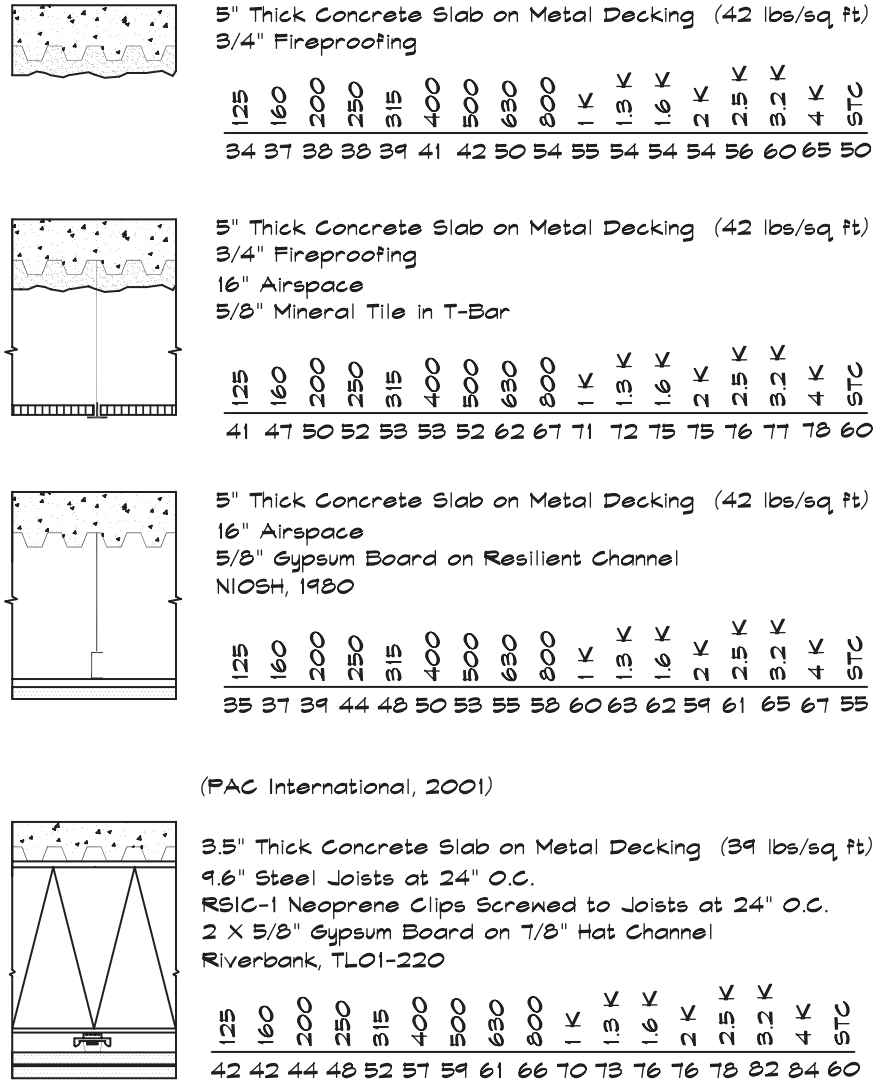 5" Thick Concrete Slab on Metal Decking (42 lbs/sq ft)
3/4" Fireproofing
125 160 200 250 315 400 500 630 800 1 K 1.3 K 1.6 K 2 K 2.5 K 3.2 K 4 K STC
34 37 38 38 39 41 42 50 54 55 54 54 54 56 60 65 50
5" Thick Concrete Slab on Metal Decking (42 lbs/sq ft)
3/4" Fireproofing
16" Airspace
5/8" Mineral Tile in T-Bar
125 160 200 250 315 400 500 630 800 1 K 1.3 K 1.6 K 2 K 2.5 K 3.2 K 4 K STC
41 47 50 52 53 53 52 62 67 71 72 75 75 76 77 78 60
5" Thick Concrete Slab on Metal Decking (42 lbs/sq ft)
16" Airspace
5/8" Gypsum Board on Resilient Channel
NIOSH, 1980
125 160 200 250 315 400 500 630 800 1 K 1.3 K 1.6 K 2 K 2.5 K 3.2 K 4 K STC
35 37 39 44 48 50 53 55 58 60 63 62 59 61 65 67 55
(PAC International, 2001)
3.5" Thick Concrete Slab on Metal Decking (39 lbs/sq ft)
9.6" Steel Joists at 24" O.C.
RSIC-1 Neoprene Clips Screwed to Joists at 24" O.C.
2 X 5/8" Gypsum Board on 7/8" Hat Channel
Riverbank, TL01-220
125 160 200 250 315 400 500 630 800 1 K 1.3 K 1.6 K 2 K 2.5 K 3.2 K 4 K STC
42 42 44 48 52 57 59 61 66 70 73 76 76 78 82 84 60